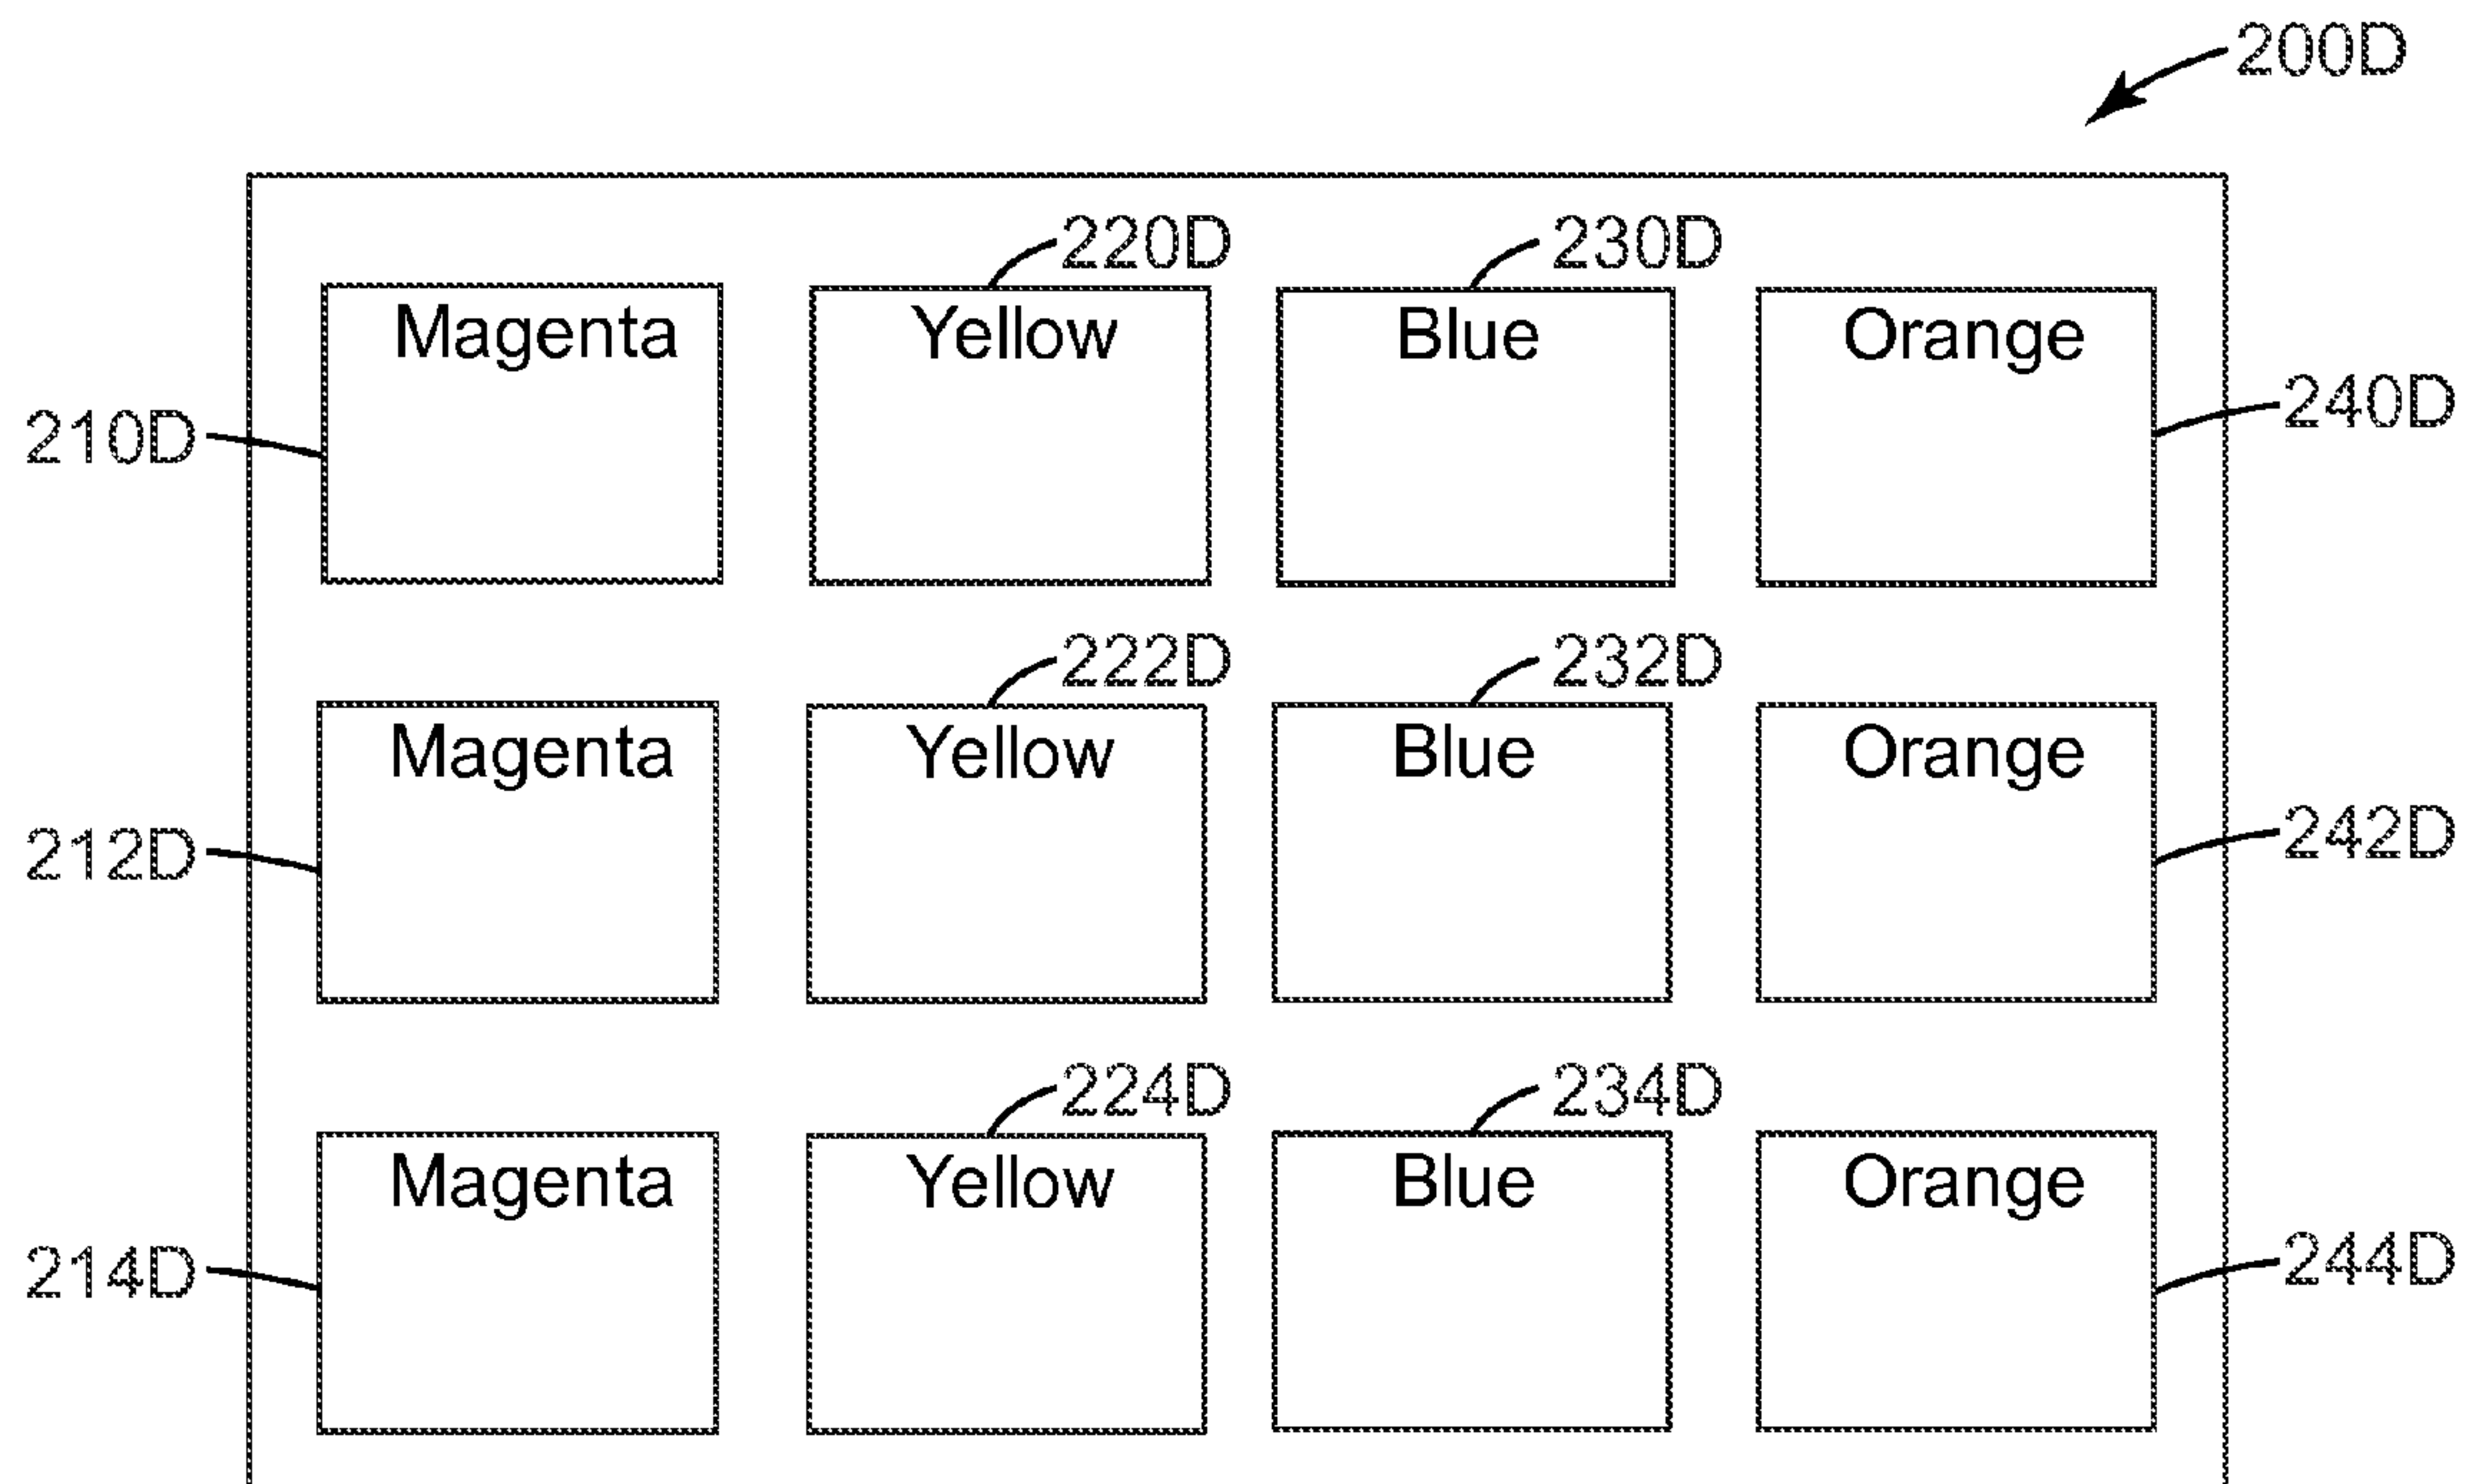 200D
220D 230D
Magenta Yellow Blue Orange
210D 240D
222D 232D
Magenta Yellow Blue Orange
212D 242D
224D 234D
Magenta Yellow Blue Orange
214D 244D